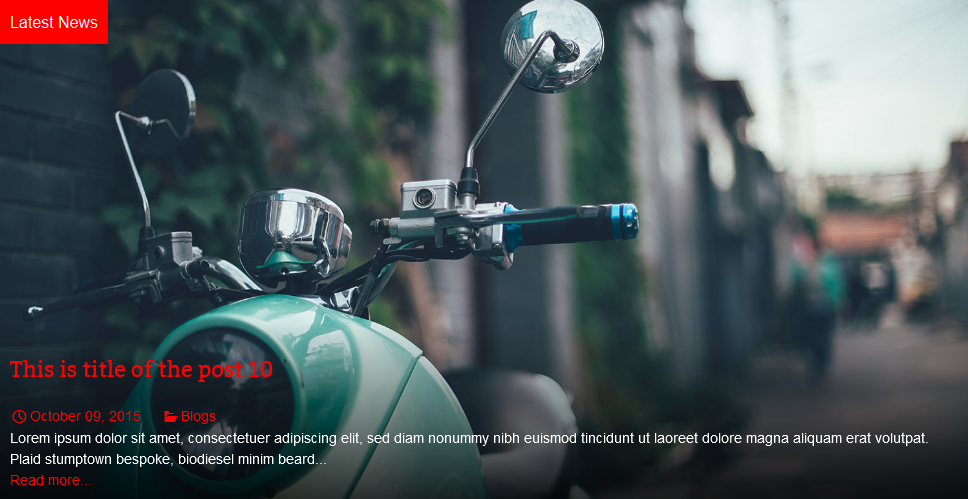 Latest News
This is title of the post 10
October 09, 2015 Blogs
Lorem ipsum dolor sit amet, consectetuer adipiscing elit, sed diam nonummy nibh euismod tincidunt ut laoreet dolore magna aliquam erat volutpat.
Plaid stumptown bespoke, biodiesel minim beard...
Read more...